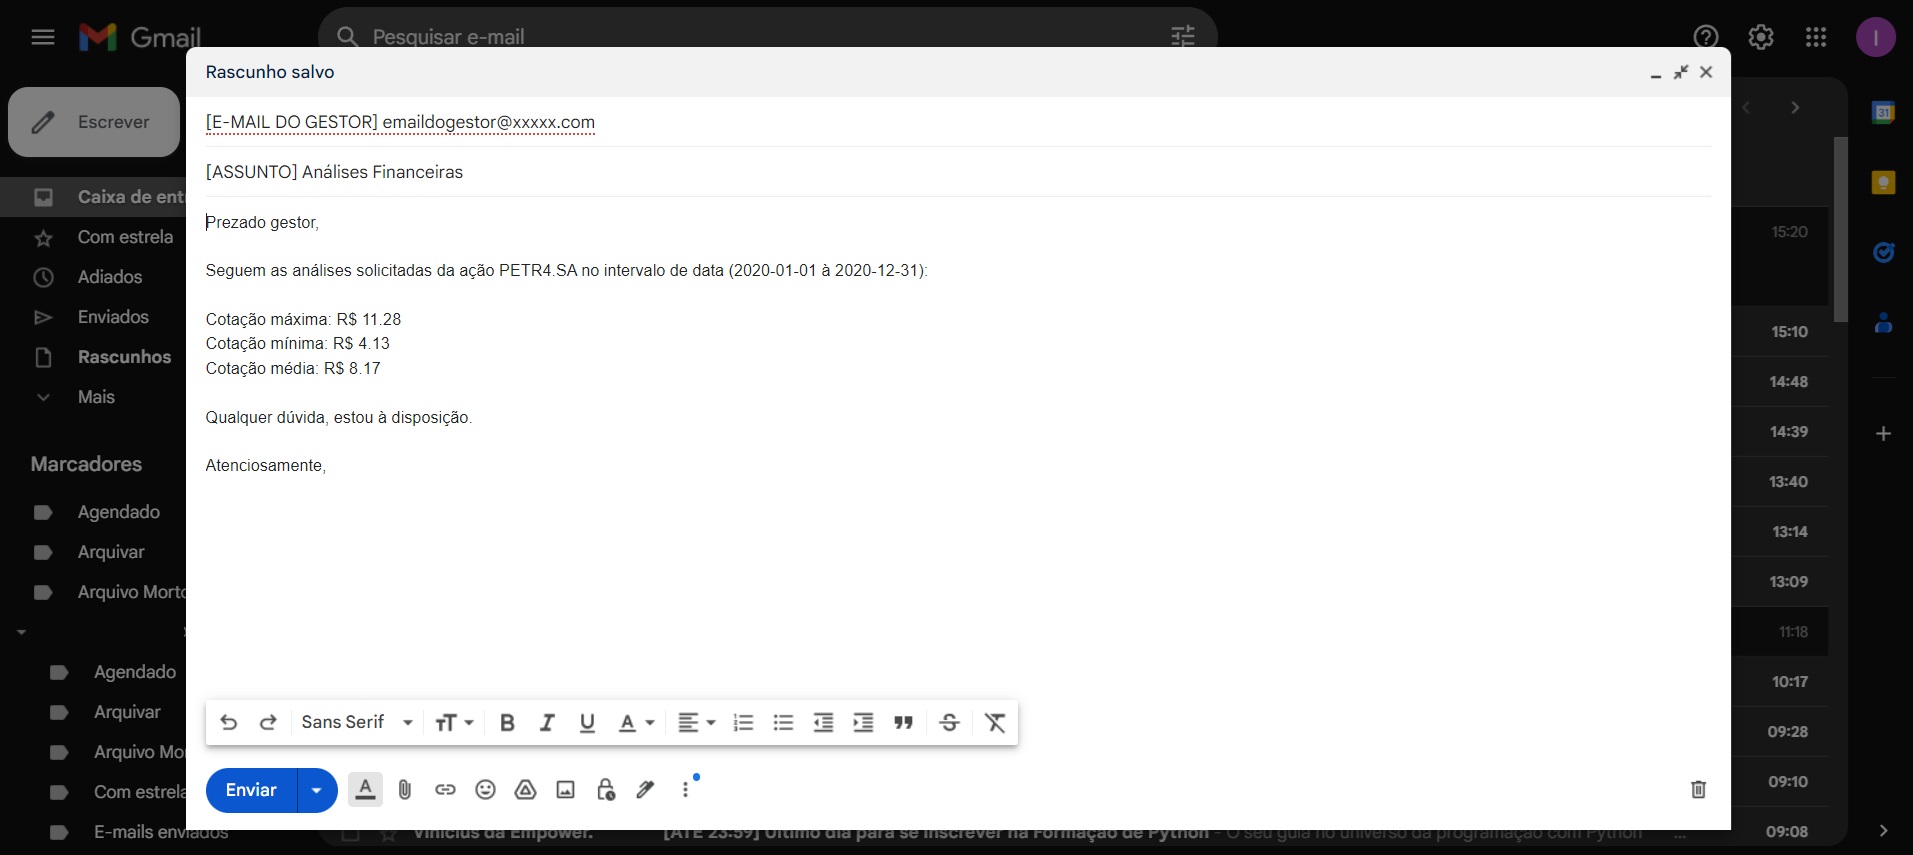 Gmail
Pesquisar e-mail
I
Escrever
Caixa de ent
Com estrela
Adiados
Enviados
Rascunhos
Mais
Marcadores
Agendado
Arquivar
Arquivo Morto
Agendado
Arquivar
Arquivo Mo
Com estrela
E-mails enviados
Rascunho salvo
[E-MAIL DO GESTOR] emaildogestor@xxxxx.com
[ASSUNTO] Análises Financeiras
Prezado gestor,
Seguem as análises solicitadas da ação PETR4.SA no intervalo de data (2020-01-01 à 2020-12-31):
Cotação máxima: R$ 11.28
Cotação mínima: R$ 4.13
Cotação média: R$ 8.17
Qualquer dúvida, estou à disposição.
Atenciosamente,
Sans Serif
Enviar
Vinicius da Empower. [ATÉ 23:59] Último dia para se inscrever na Formação de Python - O seu guia no universo da programação com Python ...
15:20
15:10
14:48
14:39
13:40
13:14
13:09
11:18
10:17
09:28
09:10
09:08
31